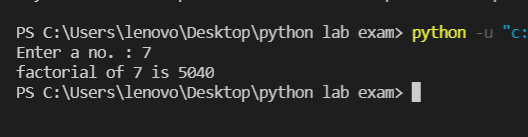 PS C:\Users\lenovo\Desktop\python lab exam> python -u "c:
Enter a no. : 7
factorial of 7 is 5040
PS C:\Users\lenovo\Desktop\python lab exam>